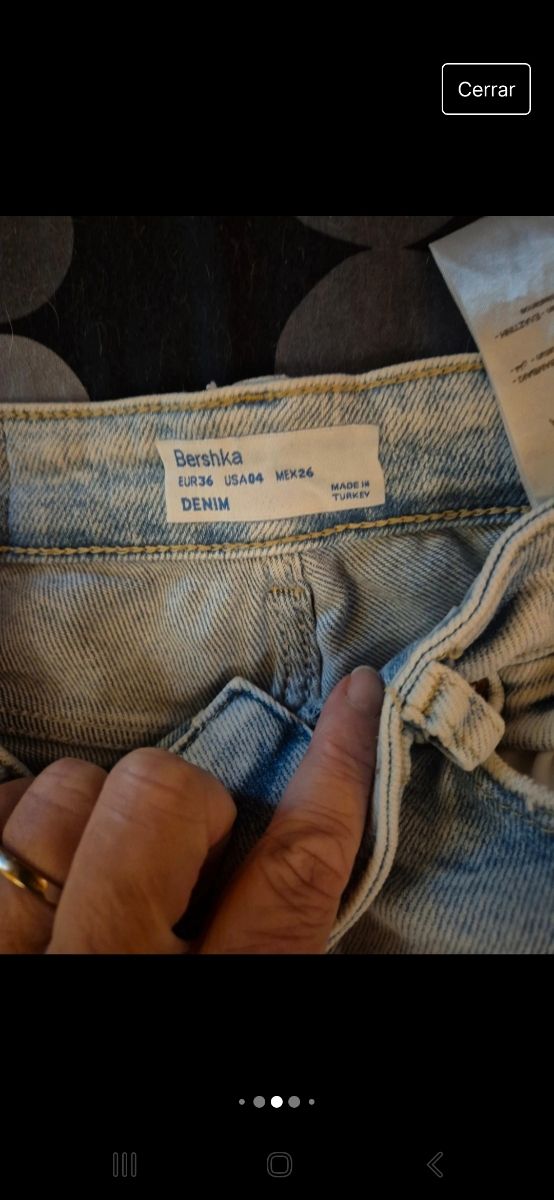 Cerrar
Bershka
EUR36 USA04 MEX26
DENIM
MADE IN
TURKEY